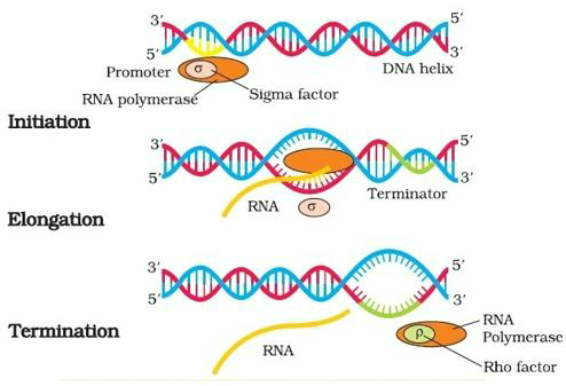 3′ 5′
5′ 3′
Promoter σ DNA helix
RNA polymerase Sigma factor
Initiation
3′ 5′
5′ 3′
Terminator
RNA σ
Elongation
3′ 5′
5′ 3′
Termination
RNA
ρ
RNA
Polymerase
Rho factor